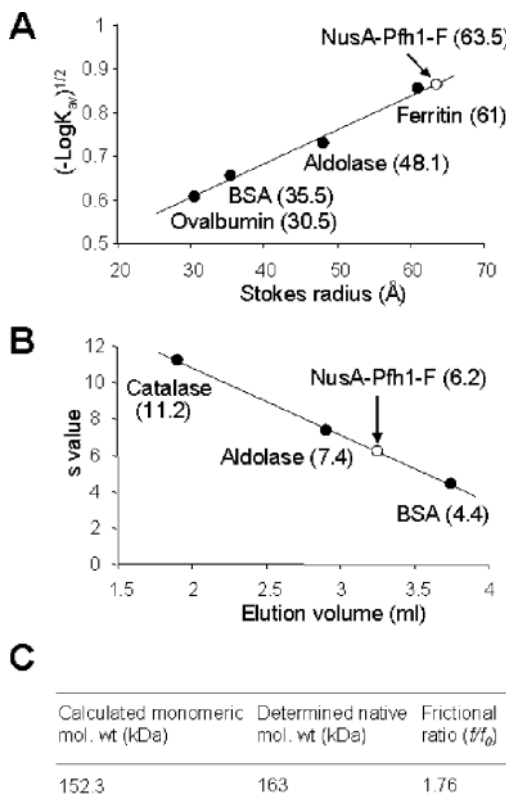 A
NusA-Pfh1-F (63.5)
(-LogKav)1/2
1
0.9
0.8
0.7
0.6
0.5
Ferritin (61)
Aldolase (48.1)
BSA (35.5)
Ovalbumin (30.5)
20 30 40 50 60 70
Stokes radius (Å)
B
s value
12
10
8
6
4
2
0
Catalase
(11.2)
NusA-Pfh1-F (6.2)
Aldolase (7.4)
BSA (4.4)
1.5 2 2.5 3 3.5 4
Elution volume (ml)
C
Calculated monomeric Determined native Frictional
mol. wt (kDa) mol. wt (kDa) ratio (f/f0)
152.3 163 1.76